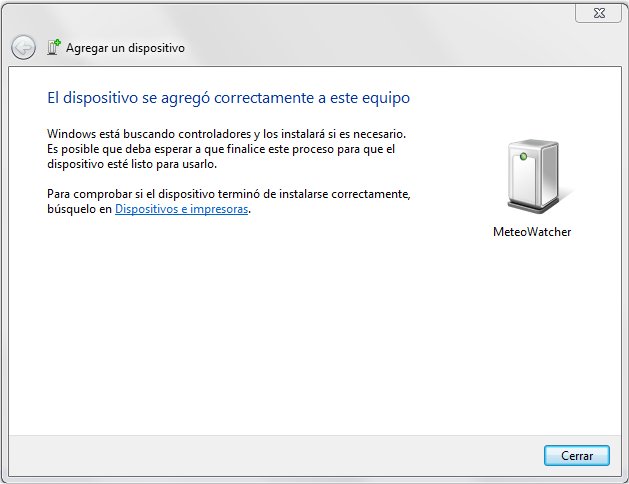 Agregar un dispositivo
El dispositivo se agregó correctamente a este equipo
Windows está buscando controladores y los instalará si es necesario.
Es posible que deba esperar a que finalice este proceso para que el
dispositivo esté listo para usarlo.
Para comprobar si el dispositivo terminó de instalarse correctamente,
búsquelo en Dispositivos e impresoras.
MeteoWatcher
Cerrar